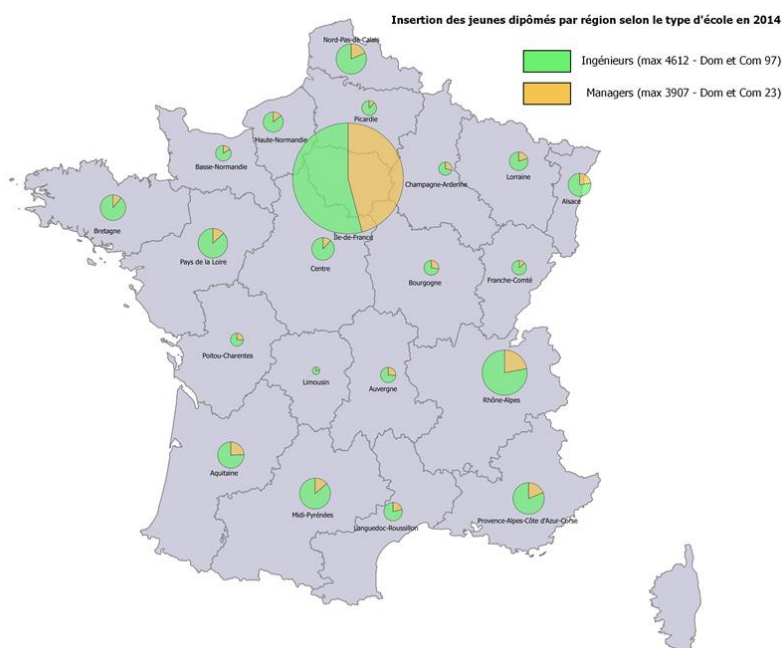 Insertion des jeunes dipômés par région selon le type d'école en 2014
Ingénieurs (max 4612 - Dom et Com 97)
Managers (max 3907 - Dom et Com 23)
Nord-Pas-de-Calais
Picardie
Haute-Normandie
Basse-Normandie
Île-de-France
Champagne-Ardenne
Lorraine
Alsace
Bretagne
Pays de la Loire
Centre
Bourgogne
Franche-Comté
Poitou-Charentes
Limousin
Auvergne
Rhône-Alpes
Aquitaine
Midi-Pyrénées
Languedoc-Roussillon
Provence-Alpes-Côte d'Azur-Corse